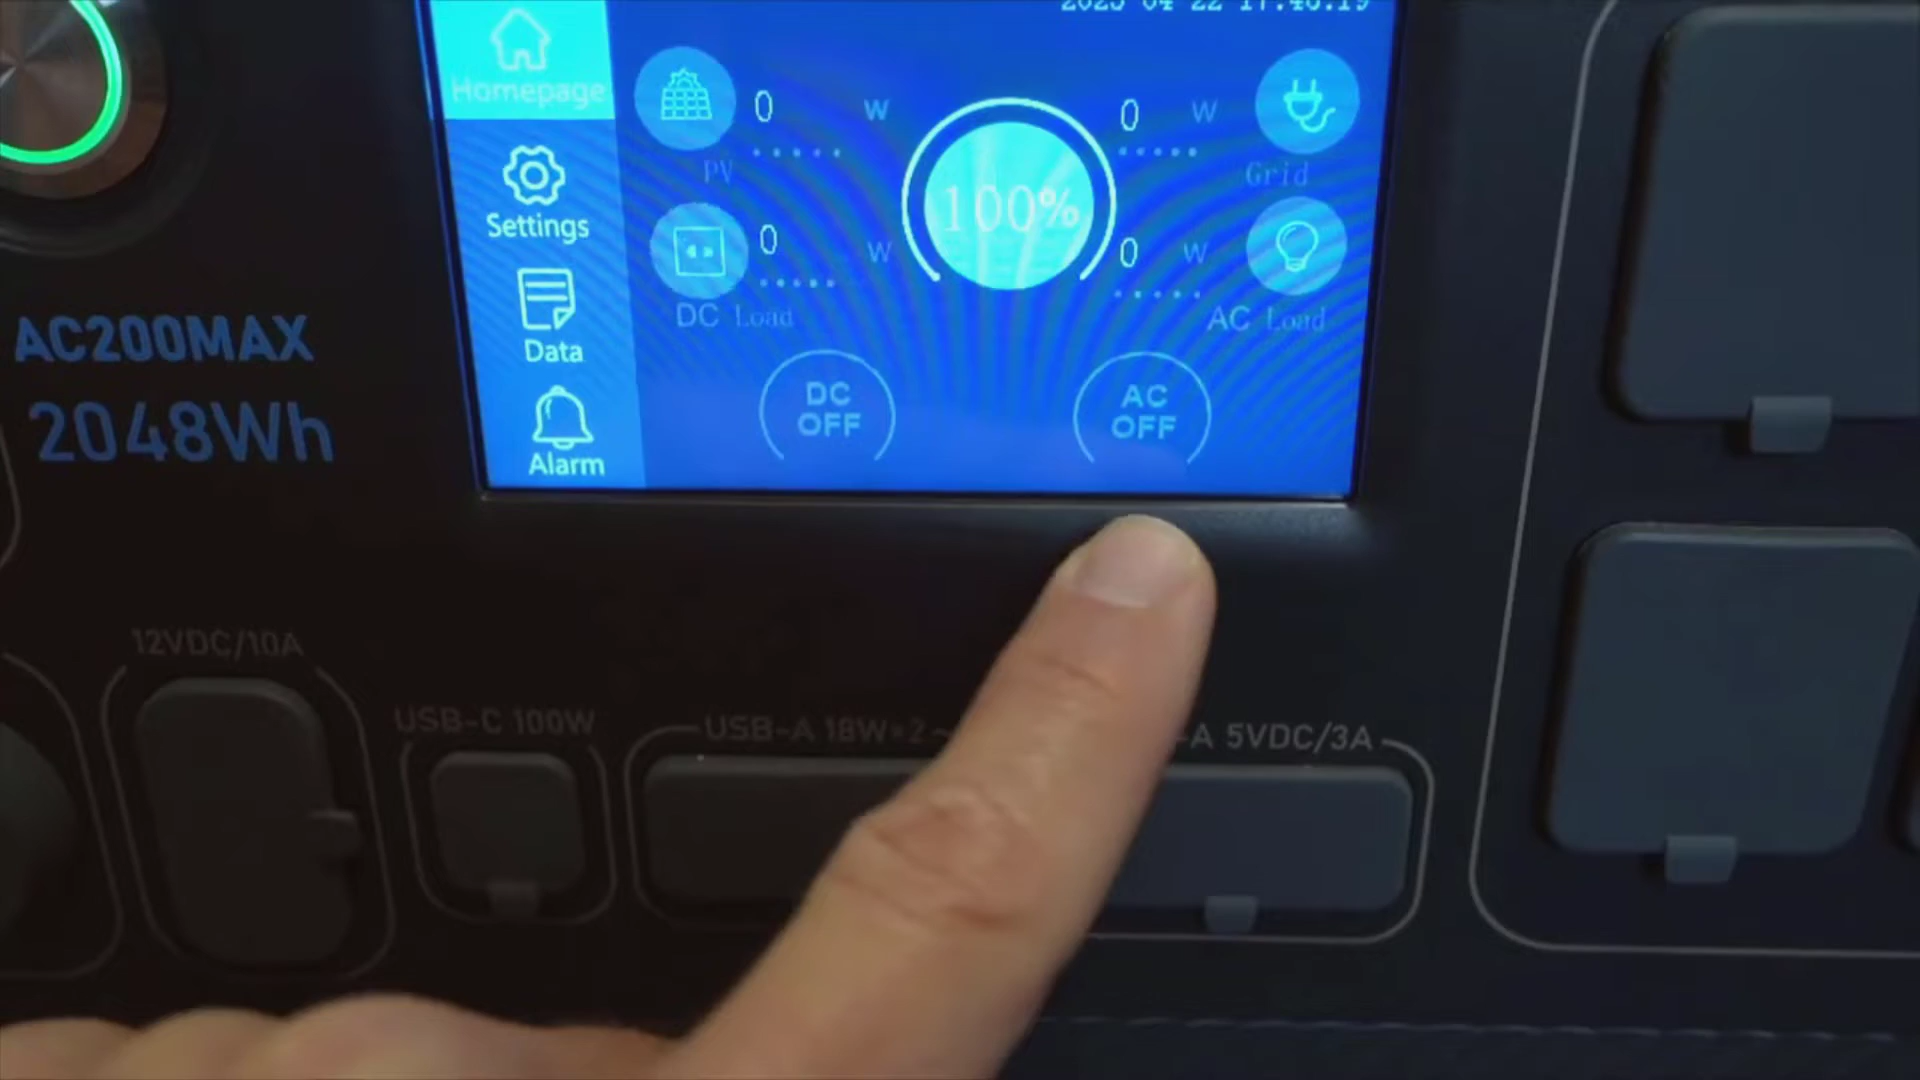 Homepage
Settings
Data
Alarm
0 W
PV
0 W
DC Load
100%
0 W
Grid
0 W
AC Load
DC
OFF
AC
OFF
AC200MAX
2048Wh
12VDC/10A
USB-C 100W
USB-A 18W×2
-A 5VDC/3A